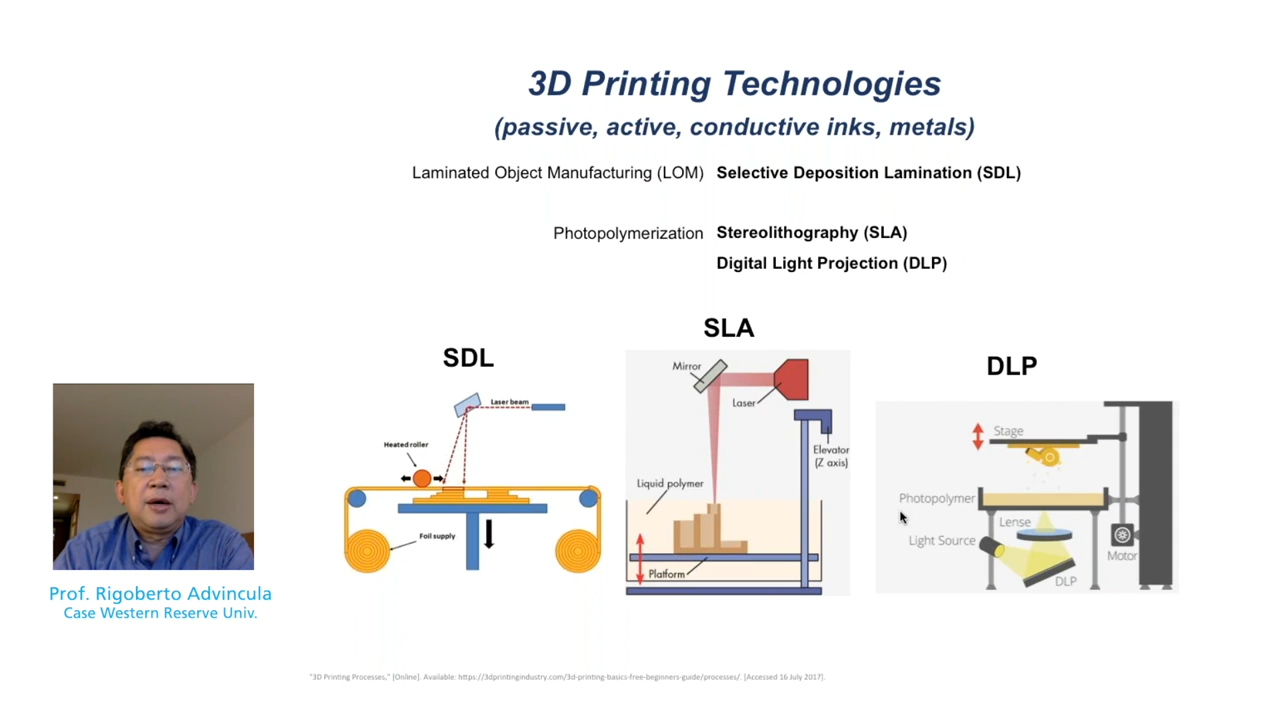 3D Printing Technologies
(passive, active, conductive inks, metals)
Laminated Object Manufacturing (LOM) Selective Deposition Lamination (SDL)
Photopolymerization Stereolithography (SLA)
Digital Light Projection (DLP)
SDL
Laser beam
Heated roller
Foil supply
SLA
Mirror
Laser
Elevator
(Z axis)
Liquid polymer
Platform
DLP
Stage
Photopolymer
Lense
Light Source
Motor
DLP
Prof. Rigoberto Advincula
Case Western Reserve Univ.
"3D Printing Processes," [Online]. Available: https://3dprintingindustry.com/3d-printing-basics-free-beginners-guide/processes/. [Accessed 16 July 2017].